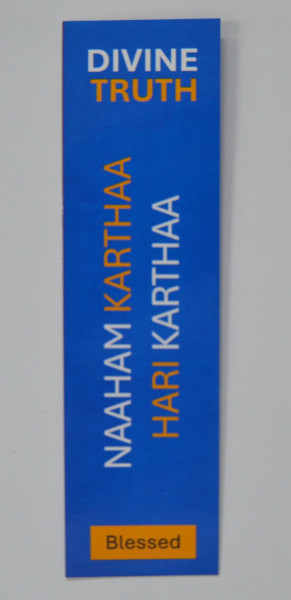 DIVINE
TRUTH
NAAHAM KARTHAA
HARI KARTHAA
Blessed